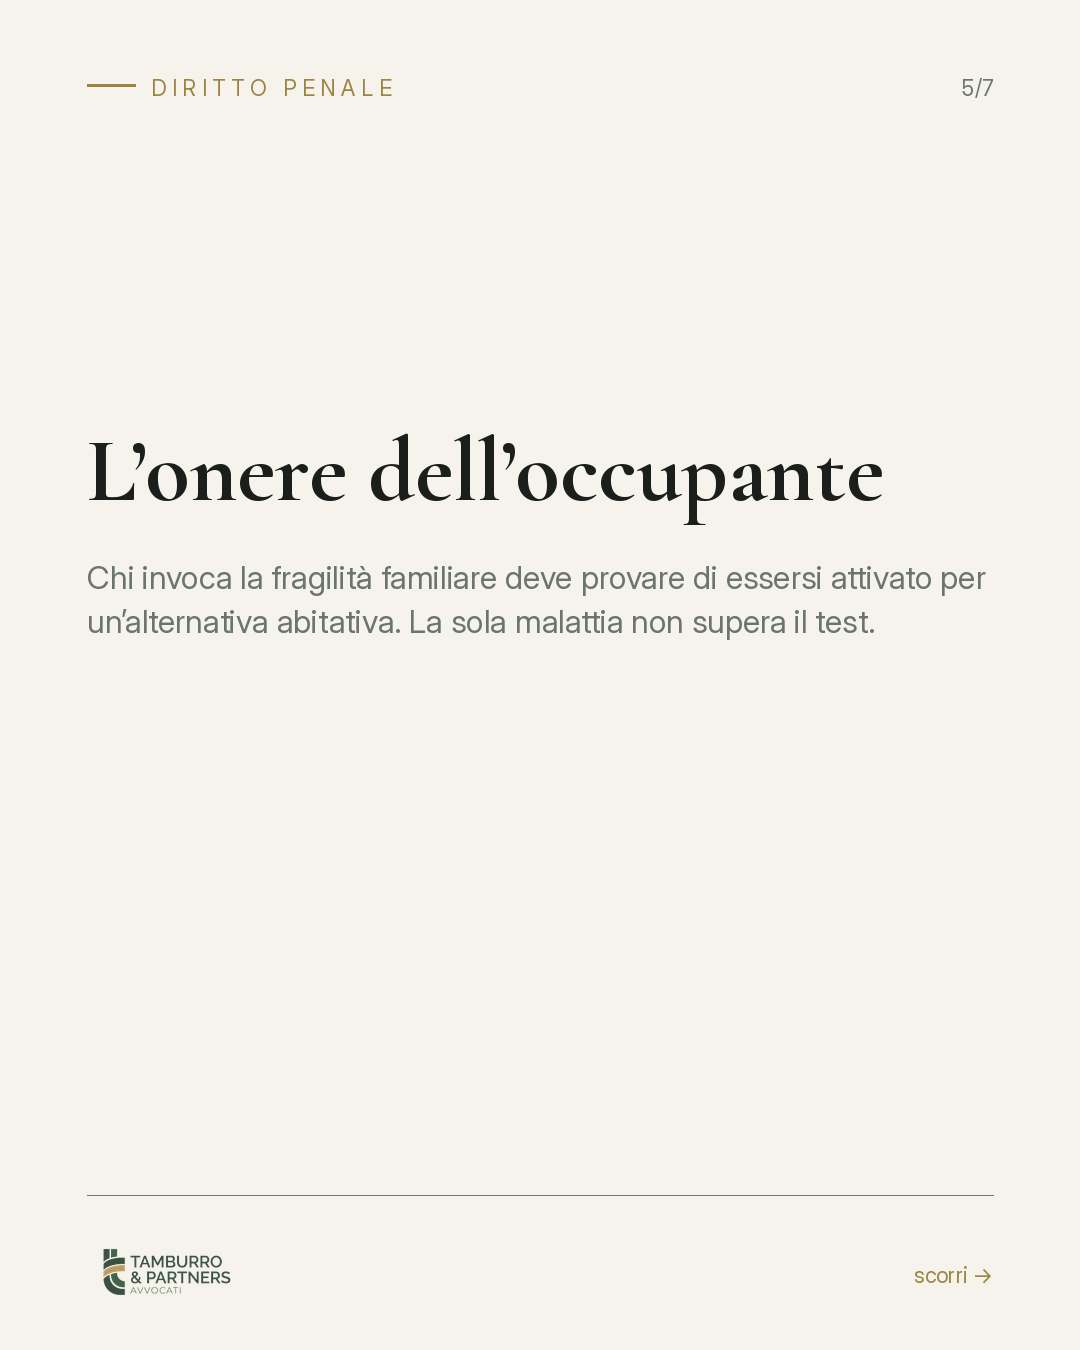 DIRITTO PENALE
5/7
L’onere dell’occupante
Chi invoca la fragilità familiare deve provare di essersi attivato per
un’alternativa abitativa. La sola malattia non supera il test.
TAMBURRO
& PARTNERS
AVVOCATI
scorri →